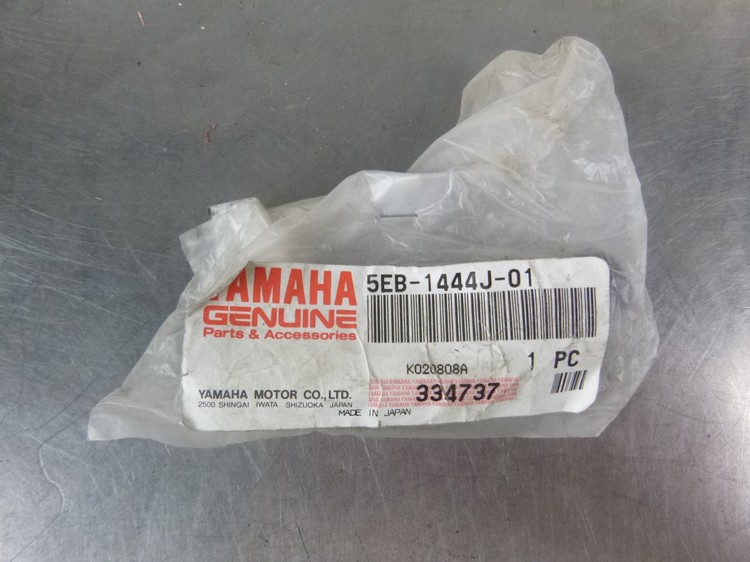 YAMAHA
GENUINE
Parts & Accessories
5EB-1444J-01
K020808A
1 PC
334737
YAMAHA MOTOR CO.,LTD.
2500 SHINGAI IWATA SHIZUOKA JAPAN
MADE IN JAPAN